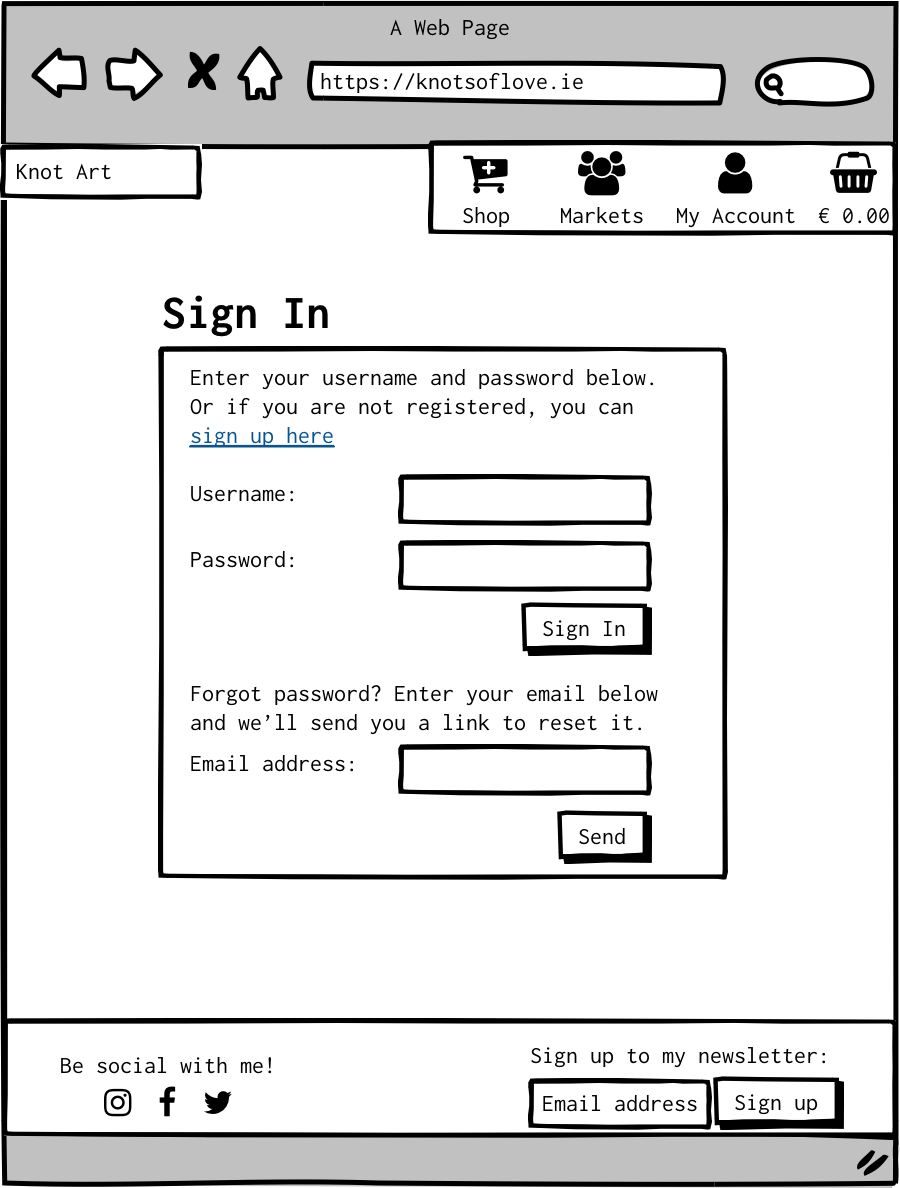 A Web Page
https://knotsoflove.ie
Knot Art
Shop Markets My Account € 0.00
Sign In
Enter your username and password below.
Or if you are not registered, you can
sign up here
Username:
Password:
Sign In
Forgot password? Enter your email below
and we’ll send you a link to reset it.
Email address:
Send
Be social with me!
Sign up to my newsletter:
Email address Sign up